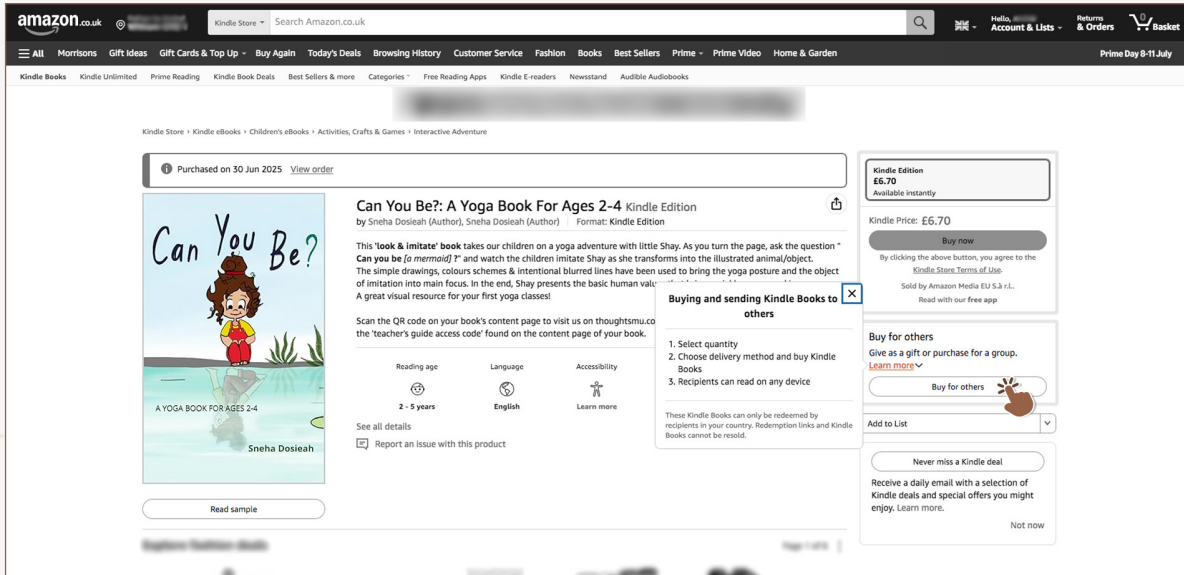 amazon.co.uk
Kindle Store
Search Amazon.co.uk
Hello,
Account & Lists
Returns
& Orders
0
Basket
All Morrisons Gift Ideas Gift Cards & Top Up Buy Again Today's Deals Browsing History Customer Service Fashion Books Best Sellers Prime Prime Video Home & Garden
Prime Day 8-11 July
Kindle Books Kindle Unlimited Prime Reading Kindle Book Deals Best Sellers & more Categories Free Reading Apps Kindle E-readers Newsstand Audible Audiobooks
Kindle Store › Kindle eBooks › Children's eBooks › Activities, Crafts & Games › Interactive Adventure
Purchased on 30 Jun 2025 View order
Can You Be?
A YOGA BOOK FOR AGES 2-4
Sneha Dosieah
Read sample
Can You Be?: A Yoga Book For Ages 2-4 Kindle Edition
by Sneha Dosieah (Author), Sneha Dosieah (Author) Format: Kindle Edition
This 'look & imitate' book takes our children on a yoga adventure with little Shay. As you turn the page, ask the question "
Can you be [a mermaid] ?" and watch the children imitate Shay as she transforms into the illustrated animal/object.
The simple drawings, colours schemes & intentional blurred lines have been used to bring the yoga posture and the object
of imitation into main focus. In the end, Shay presents the basic human
A great visual resource for your first yoga classes!
Scan the QR code on your book's content page to visit us on
the 'teacher's guide access code' found on the content page of your book.
Reading age
2 - 5 years
Language
English
Accessibility
Learn more
See all details
Report an issue with this product
Buying and sending Kindle Books to
others
1. Select quantity
2. Choose delivery method and buy Kindle
Books
3. Recipients can read on any device
These Kindle Books can only be redeemed by
recipients in your country. Redemption links and Kindle
Books cannot be resold.
Kindle Edition
£6.70
Available instantly
Kindle Price: £6.70
Buy now
By clicking the above button, you agree to the
Kindle Store Terms of Use.
Sold by Amazon Media EU S.à r.l..
Read with our free app
Buy for others
Give as a gift or purchase for a group.
Learn more
Buy for others
Add to List
Never miss a Kindle deal
Receive a daily email with a selection of
Kindle deals and special offers you might
enjoy. Learn more.
Not now